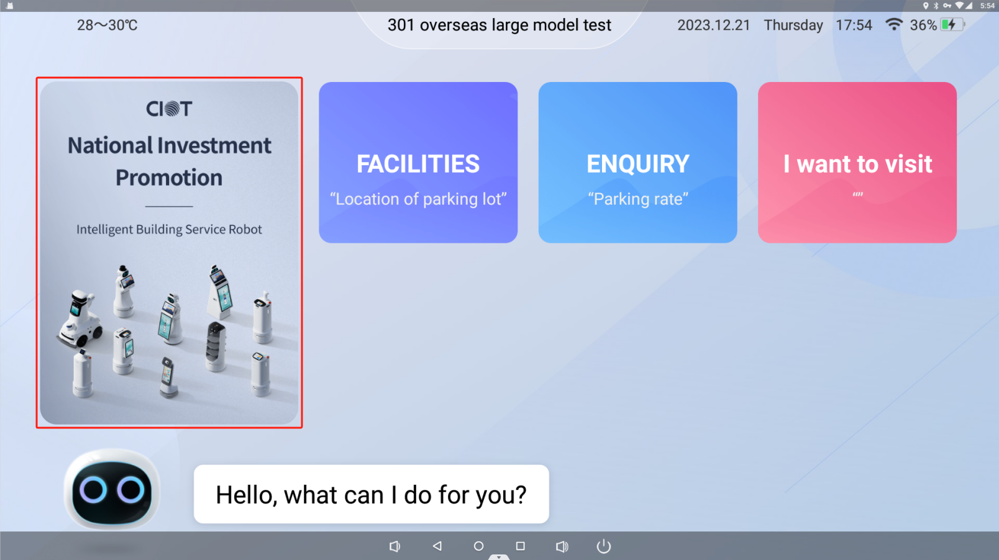 5:54
28～30℃
301 overseas large model test
2023.12.21 Thursday 17:54 36%
CIOT
National Investment
Promotion
Intelligent Building Service Robot
FACILITIES
“Location of parking lot”
ENQUIRY
“Parking rate”
I want to visit
“”
Hello, what can I do for you?